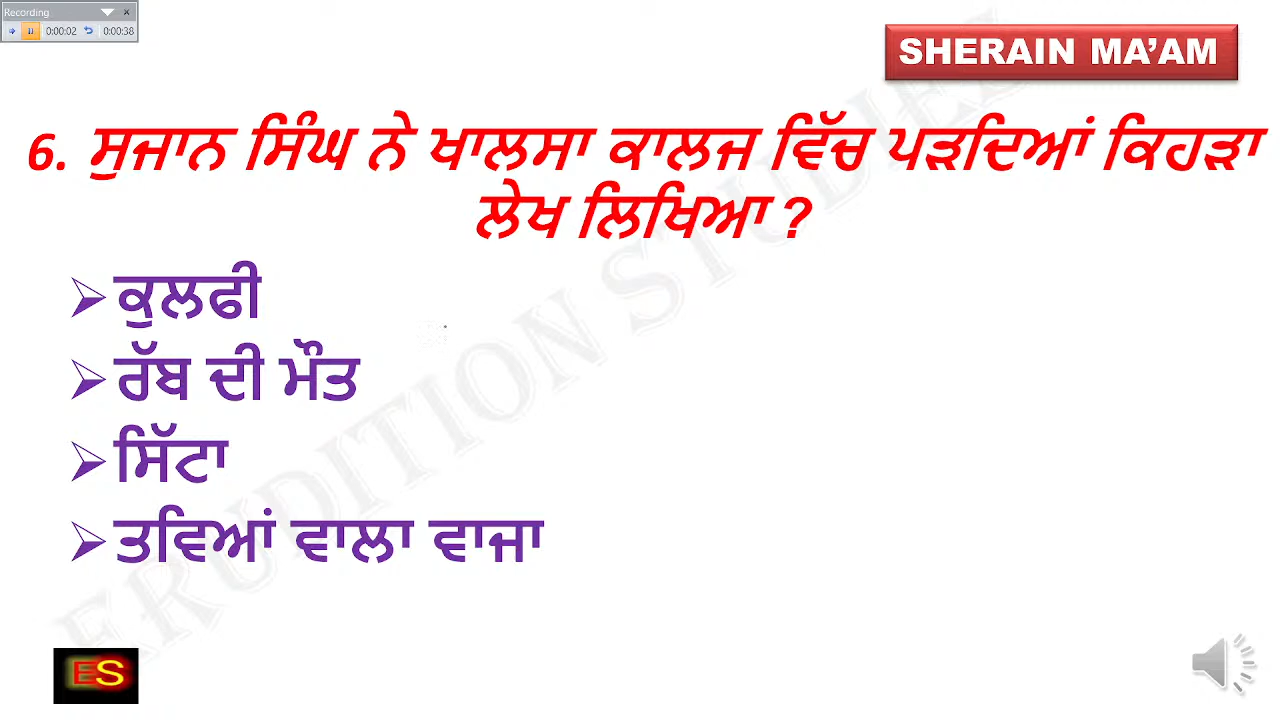 Recording
0:00:02 0:00:38
SHERAIN MA’AM
6. ਸੁਜਾਨ ਸਿੰਘ ਨੇ ਖਾਲਸਾ ਕਾਲਜ ਵਿੱਚ ਪੜਦਿਆਂ ਕਿਹੜਾ
ਲੇਖ ਲਿਖਿਆ ?
ਕੁਲਫੀ
ਰੱਬ ਦੀ ਮੌਤ
ਸਿੱਟਾ
ਤਵਿਆਂ ਵਾਲਾ ਵਾਜਾ
ERUDITION STUDIES
ES